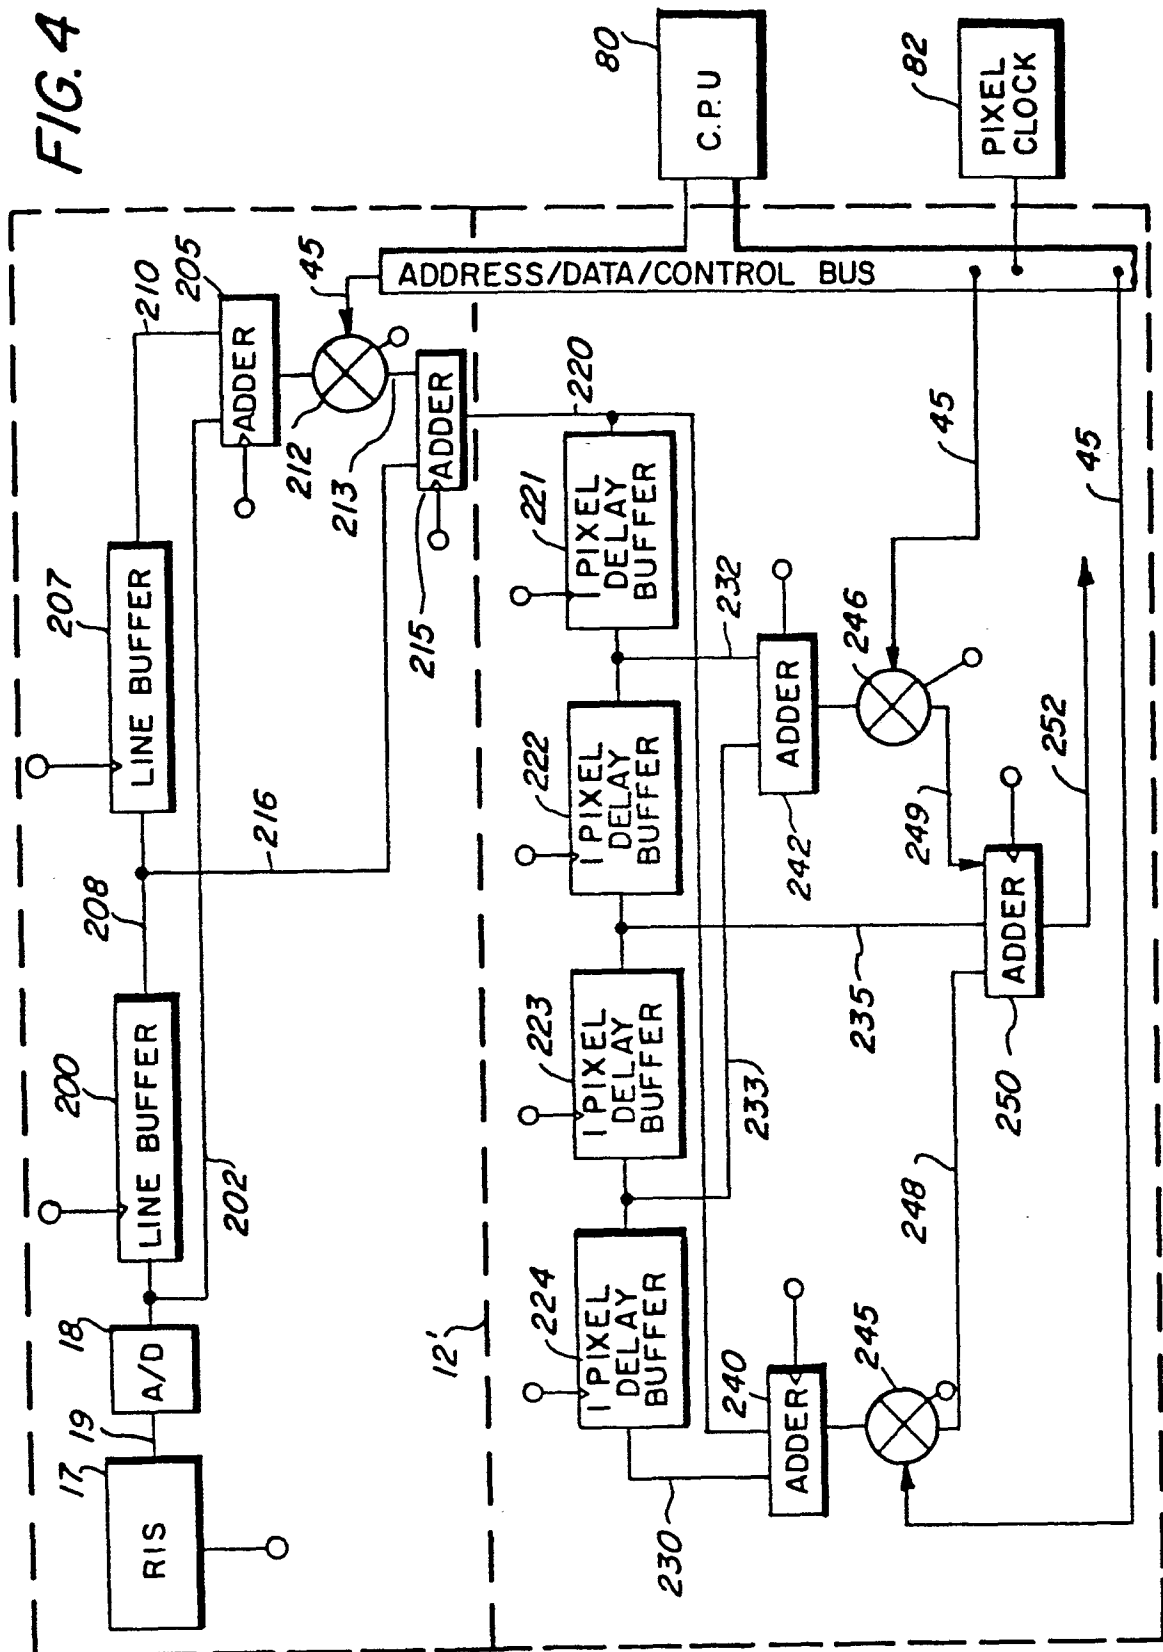 FIG. 4
17
RIS
19
18
A/D
200
LINE BUFFER
202
208
207
LINE BUFFER
216
210
205
ADDER
212
45
213
215
ADDER
80
C.P.U
82
PIXEL
CLOCK
ADDRESS/DATA/CONTROL BUS
12'
220
224
1 PIXEL
DELAY
BUFFER
223
1 PIXEL
DELAY
BUFFER
222
1 PIXEL
DELAY
BUFFER
221
1 PIXEL
DELAY
BUFFER
230
240
ADDER
233
232
235
242
ADDER
245
246
248
249
250
ADDER
252
45
45